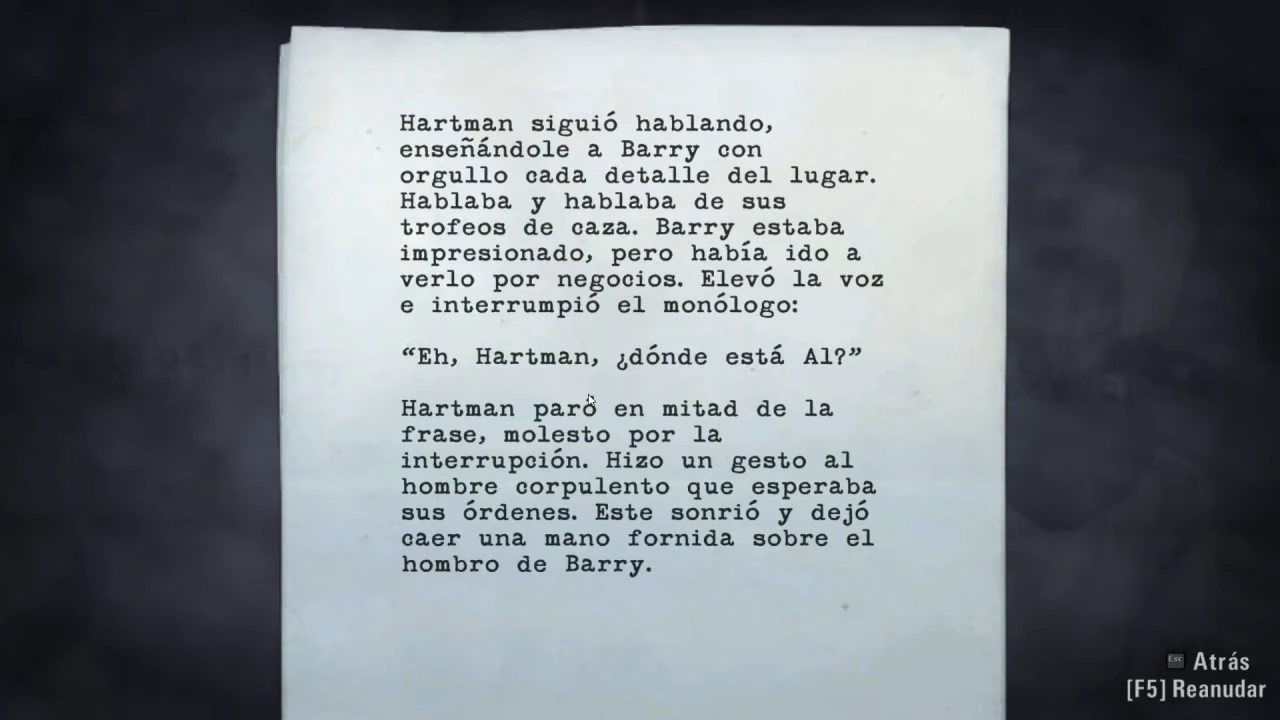 Hartman siguió hablando,
enseñándole a Barry con
orgullo cada detalle del lugar.
Hablaba y hablaba de sus
trofeos de caza. Barry estaba
impresionado, pero había ido a
verlo por negocios. Elevó la voz
e interrumpió el monólogo:
“Eh, Hartman, ¿dónde está Al?”
Hartman paró en mitad de la
frase, molesto por la
interrupción. Hizo un gesto al
hombre corpulento que esperaba
sus órdenes. Este sonrió y dejó
caer una mano fornida sobre el
hombro de Barry.
Esc Atrás
[F5] Reanudar